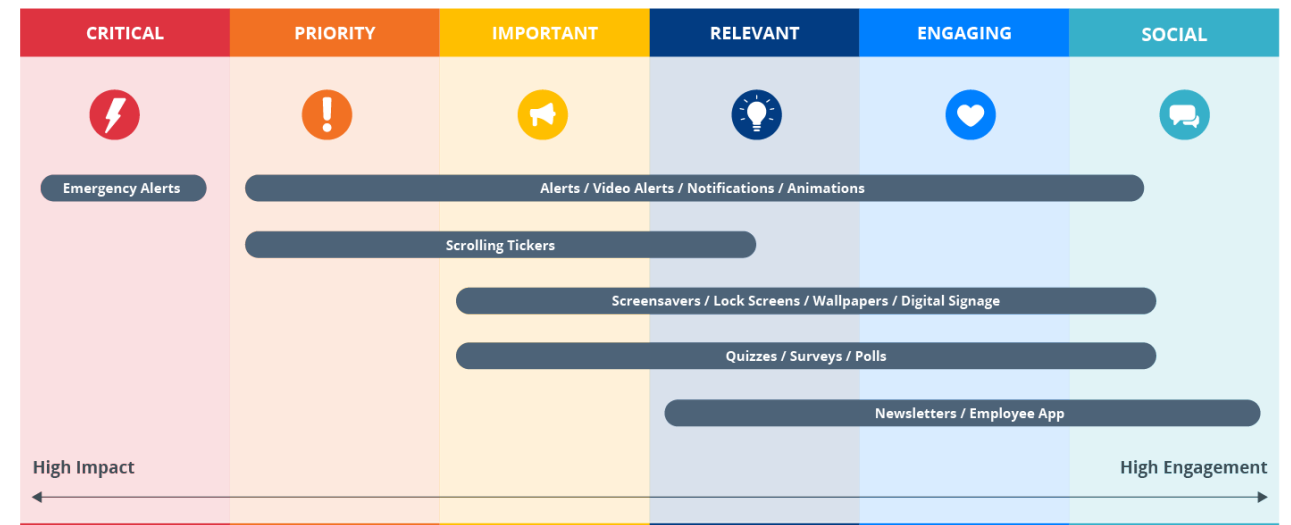 CRITICAL
PRIORITY
IMPORTANT
RELEVANT
ENGAGING
SOCIAL
Emergency Alerts
Alerts / Video Alerts / Notifications / Animations
Scrolling Tickers
Screensavers / Lock Screens / Wallpapers / Digital Signage
Quizzes / Surveys / Polls
Newsletters / Employee App
High Impact
High Engagement